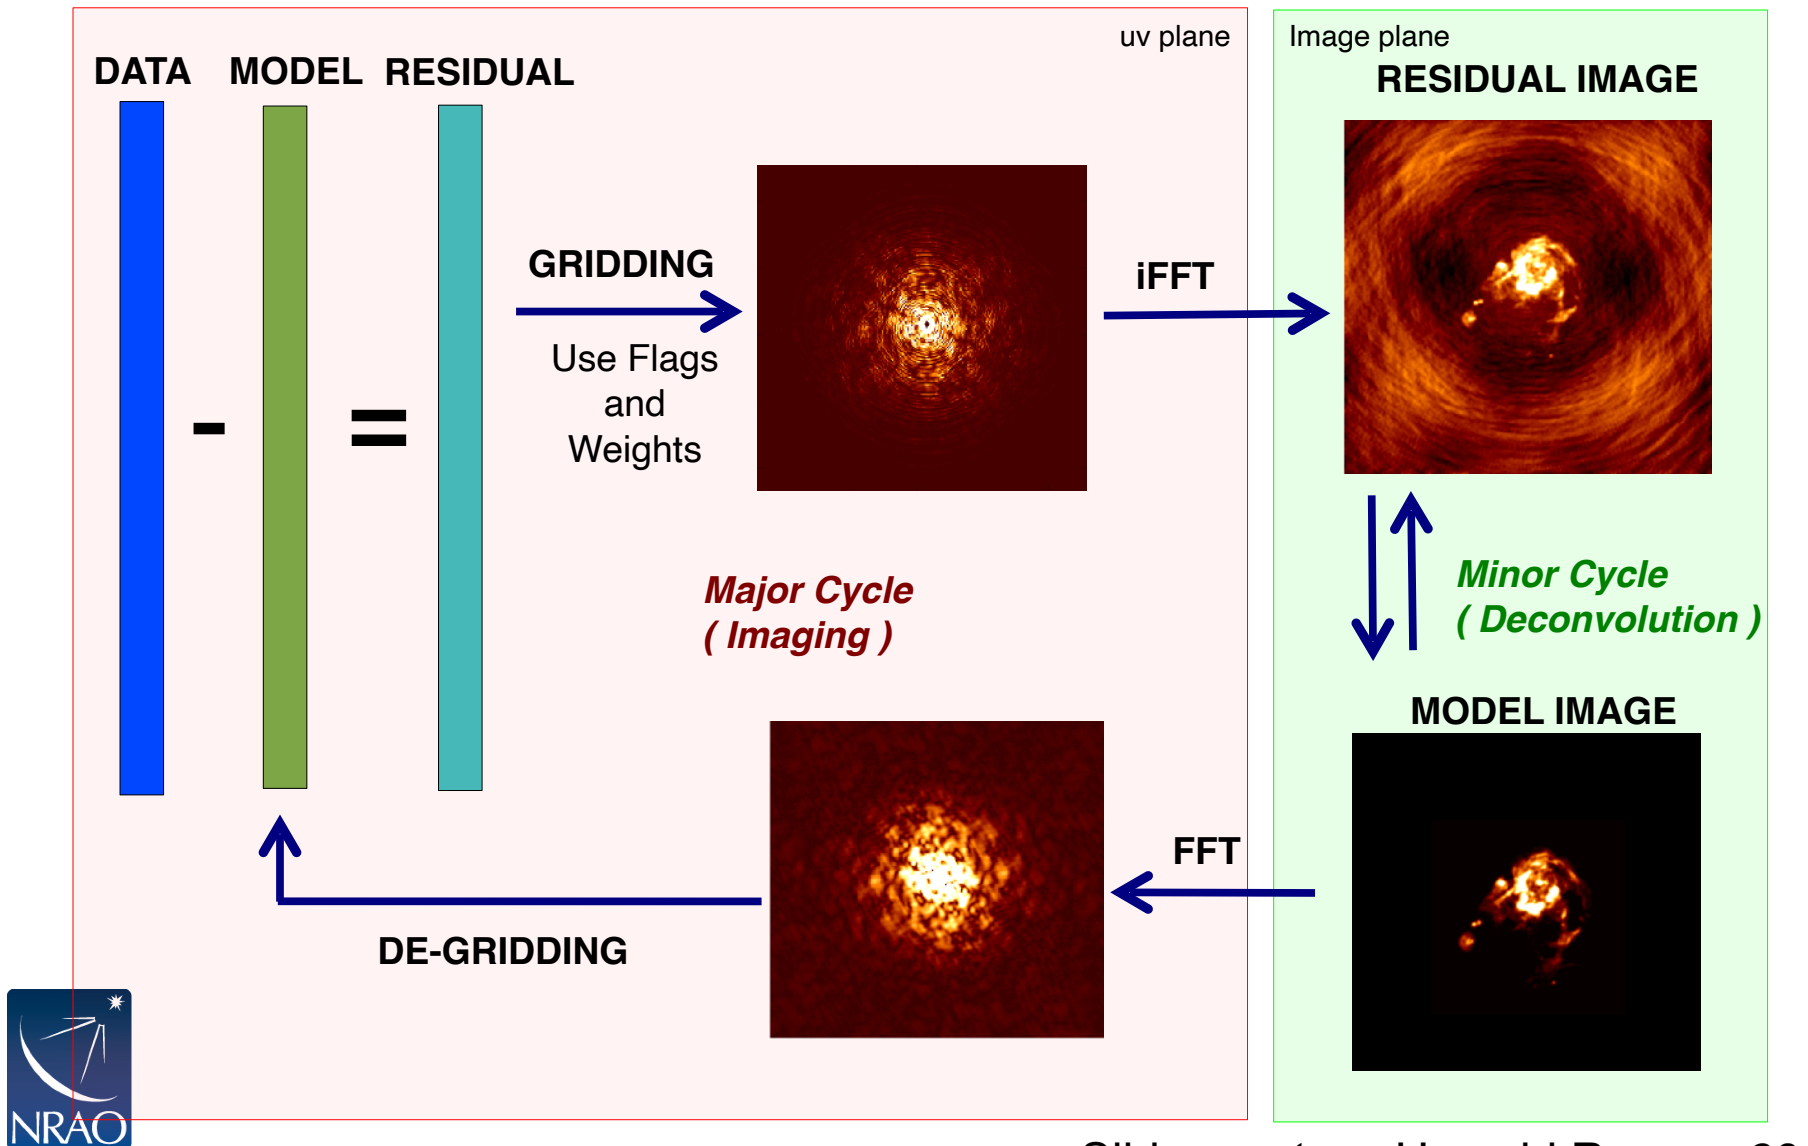 uv plane
Image plane
DATA
-
MODEL
=
RESIDUAL
RESIDUAL IMAGE
GRIDDING
Use Flags
and
Weights
iFFT
Major Cycle
( Imaging )
Minor Cycle
( Deconvolution )
MODEL IMAGE
FFT
DE-GRIDDING
NRAO